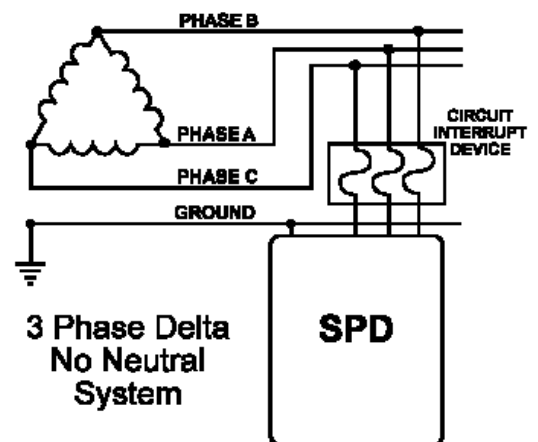 PHASE B
CIRCUIT
INTERRUPT
DEVICE
PHASE A
PHASE C
GROUND
3 Phase Delta
No Neutral
System
SPD